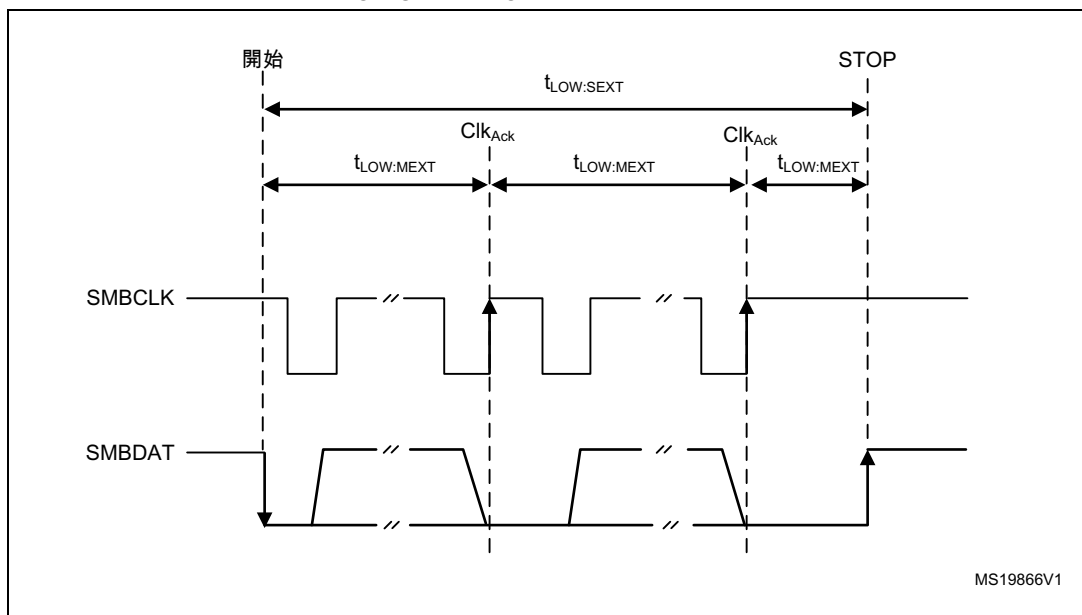 開始 STOP
tLOW:SEXT
ClkAck ClkAck
tLOW:MEXT tLOW:MEXT tLOW:MEXT
SMBCLK
SMBDAT
MS19866V1